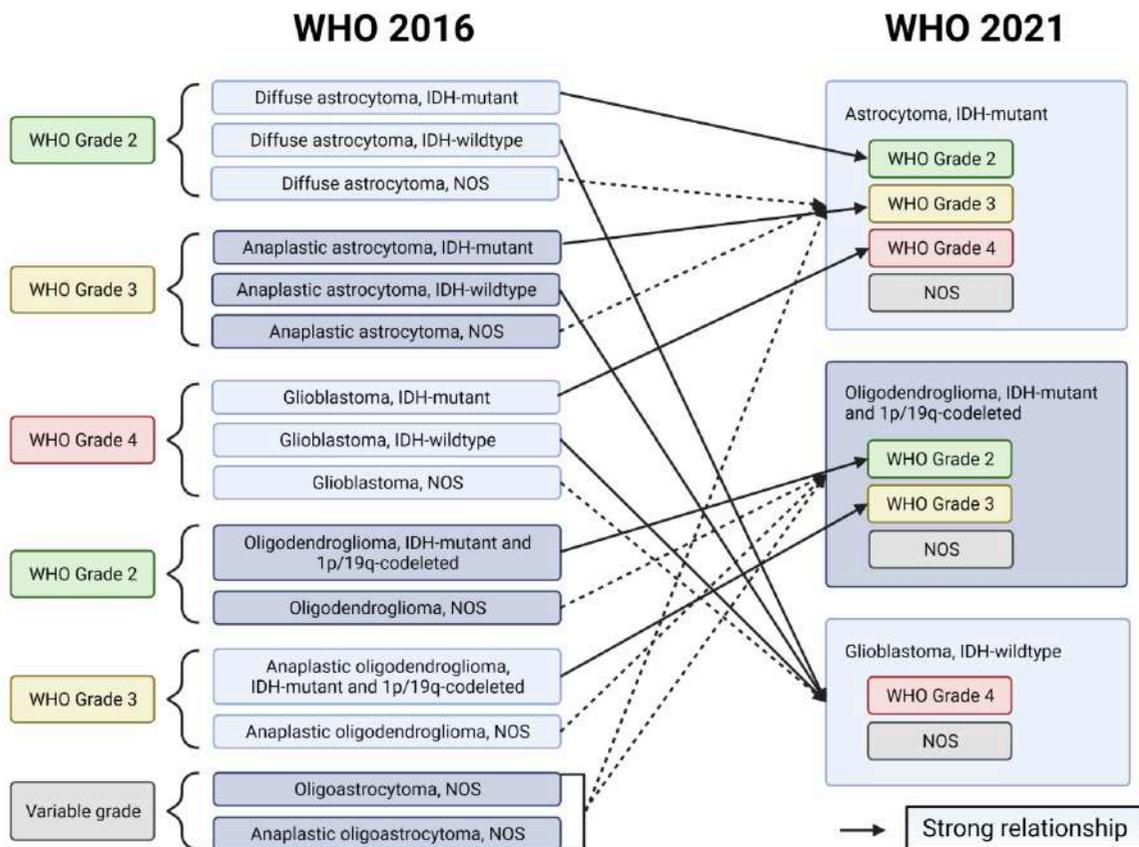 WHO 2016
WHO 2021
WHO Grade 2
Diffuse astrocytoma, IDH-mutant
Diffuse astrocytoma, IDH-wildtype
Diffuse astrocytoma, NOS
WHO Grade 3
Anaplastic astrocytoma, IDH-mutant
Anaplastic astrocytoma, IDH-wildtype
Anaplastic astrocytoma, NOS
WHO Grade 4
Glioblastoma, IDH-mutant
Glioblastoma, IDH-wildtype
Glioblastoma, NOS
WHO Grade 2
Oligodendroglioma, IDH-mutant and
1p/19q-codeleted
Oligodendroglioma, NOS
WHO Grade 3
Anaplastic oligodendroglioma,
IDH-mutant and 1p/19q-codeleted
Anaplastic oligodendroglioma, NOS
Variable grade
Oligoastrocytoma, NOS
Anaplastic oligoastrocytoma, NOS
Astrocytoma, IDH-mutant
WHO Grade 2
WHO Grade 3
WHO Grade 4
NOS
Oligodendroglioma, IDH-mutant
and 1p/19q-codeleted
WHO Grade 2
WHO Grade 3
NOS
Glioblastoma, IDH-wildtype
WHO Grade 4
NOS
Strong relationship